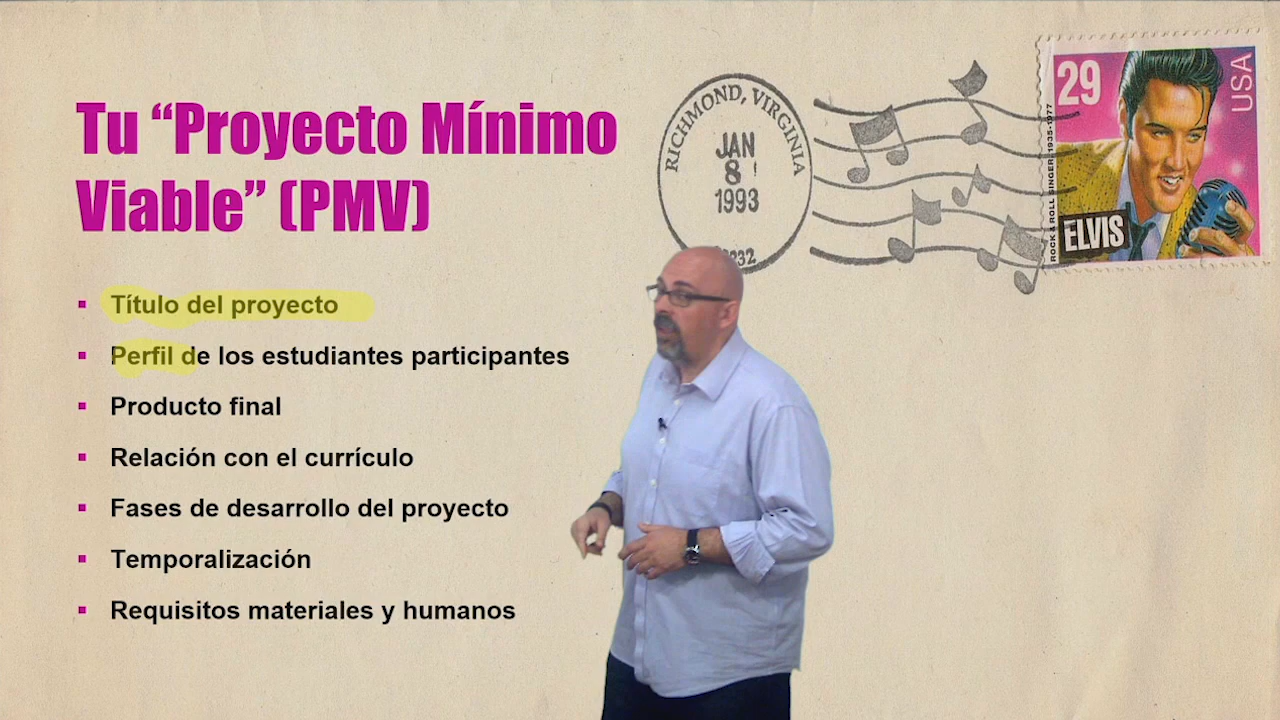 Tu “Proyecto Mínimo
Viable” (PMV)
Título del proyecto
Perfil de los estudiantes participantes
Producto final
Relación con el currículo
Fases de desarrollo del proyecto
Temporalización
Requisitos materiales y humanos
RICHMOND, VIRGINIA
JAN
8
1993
232
29
USA
ROCK & ROLL SINGER 1935-1977
ELVIS